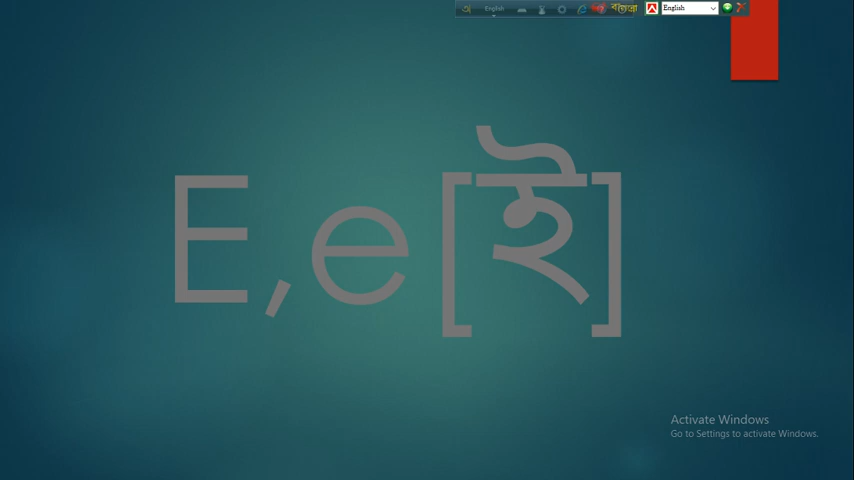 English
English
E,e [ই]
Activate Windows
Go to Settings to activate Windows.